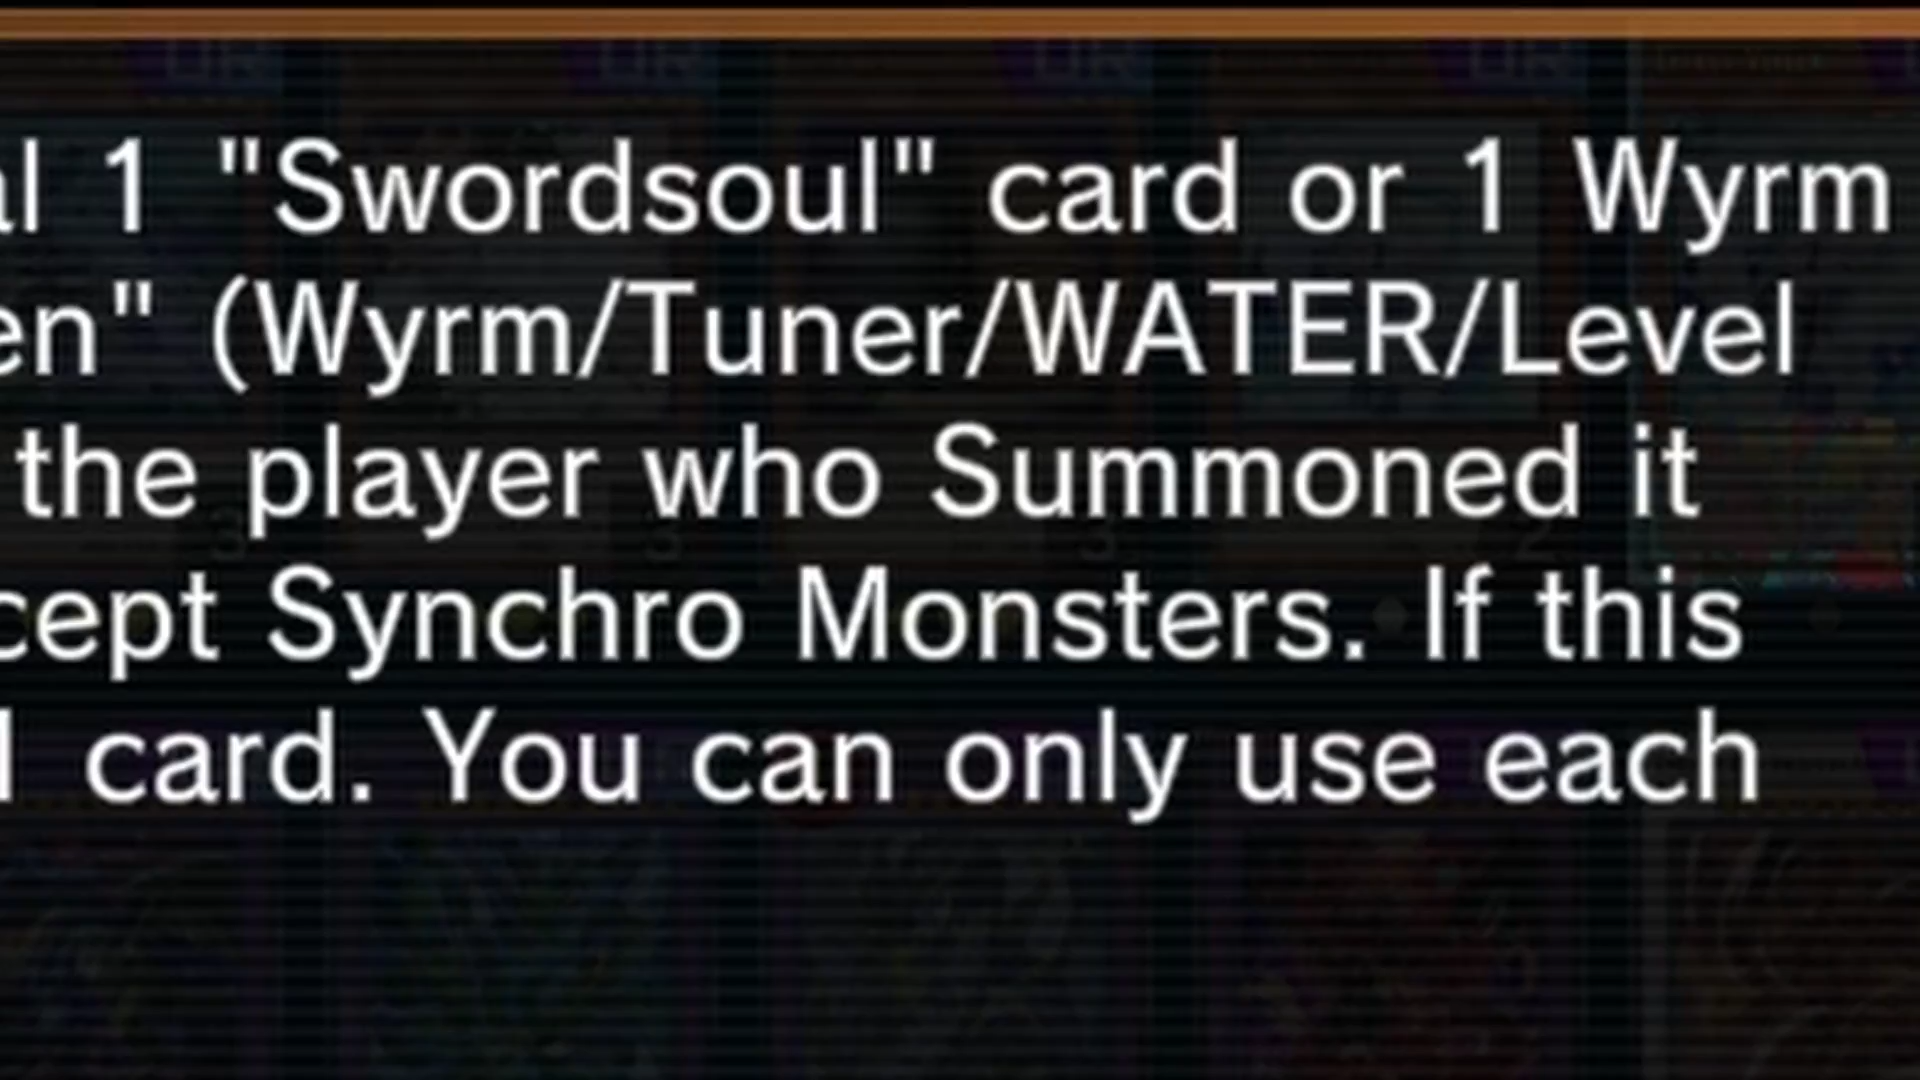 al 1 "Swordsoul" card or 1 Wyrm
en" (Wyrm/Tuner/WATER/Level
the player who Summoned it
cept Synchro Monsters. If this
card. You can only use each